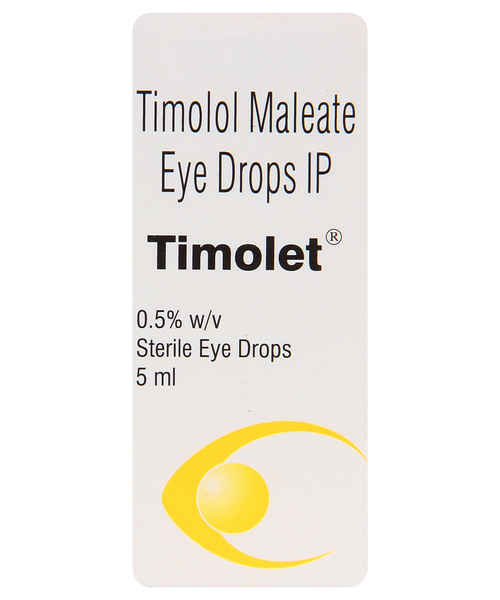 Timolol Maleate
Eye Drops IP
Timolet®
0.5% w/v
Sterile Eye Drops
5 ml